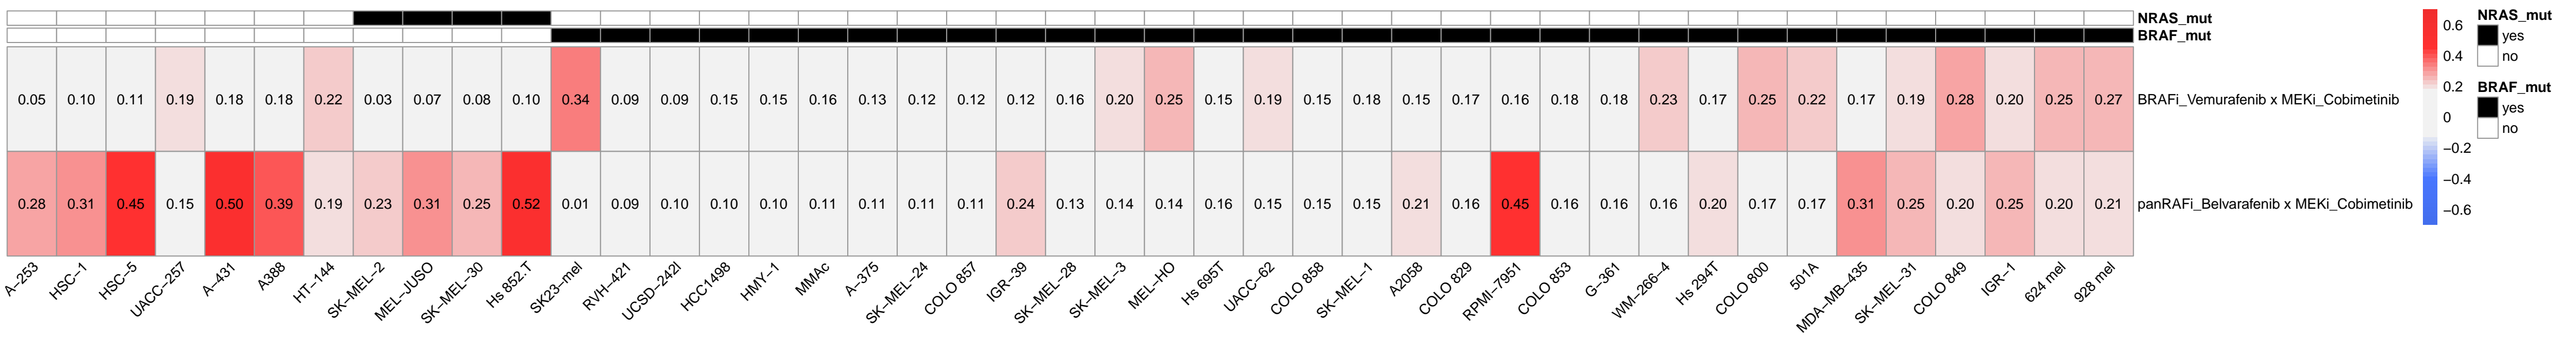 NRAS_mut
BRAF_mut
0.05 0.10 0.11 0.19 0.18 0.18 0.22 0.03 0.07 0.08 0.10 0.34 0.09 0.09 0.15 0.15 0.16 0.13 0.12 0.12 0.12 0.16 0.20 0.25 0.15 0.19 0.15 0.18 0.15 0.17 0.16 0.18 0.18 0.23 0.17 0.25 0.22 0.17 0.19 0.28 0.20 0.25 0.27 BRAFi_Vemurafenib x MEKi_Cobimetinib
0.28 0.31 0.45 0.15 0.50 0.39 0.19 0.23 0.31 0.25 0.52 0.01 0.09 0.10 0.10 0.10 0.11 0.11 0.11 0.11 0.24 0.13 0.14 0.14 0.16 0.15 0.15 0.15 0.21 0.16 0.45 0.16 0.16 0.16 0.20 0.17 0.17 0.31 0.25 0.20 0.25 0.20 0.21 panRAFi_Belvarafenib x MEKi_Cobimetinib
A−253
HSC−1
HSC−5
UACC−257
A−431
A388
HT−144
SK−MEL−2
MEL−JUSO
SK−MEL−30
Hs 852.T
SK23−mel
RVH−421
UCSD−242l
HCC1498
HMY−1
MMAc
A−375
SK−MEL−24
COLO 857
IGR−39
SK−MEL−28
SK−MEL−3
MEL−HO
Hs 695T
UACC−62
COLO 858
SK−MEL−1
A2058
COLO 829
RPMI−7951
COLO 853
G−361
WM−266−4
Hs 294T
COLO 800
501A
MDA−MB−435
SK−MEL−31
COLO 849
IGR−1
624 mel
928 mel
0.6
0.4
0.2
0
−0.2
−0.4
−0.6
NRAS_mut
yes
no
BRAF_mut
yes
no